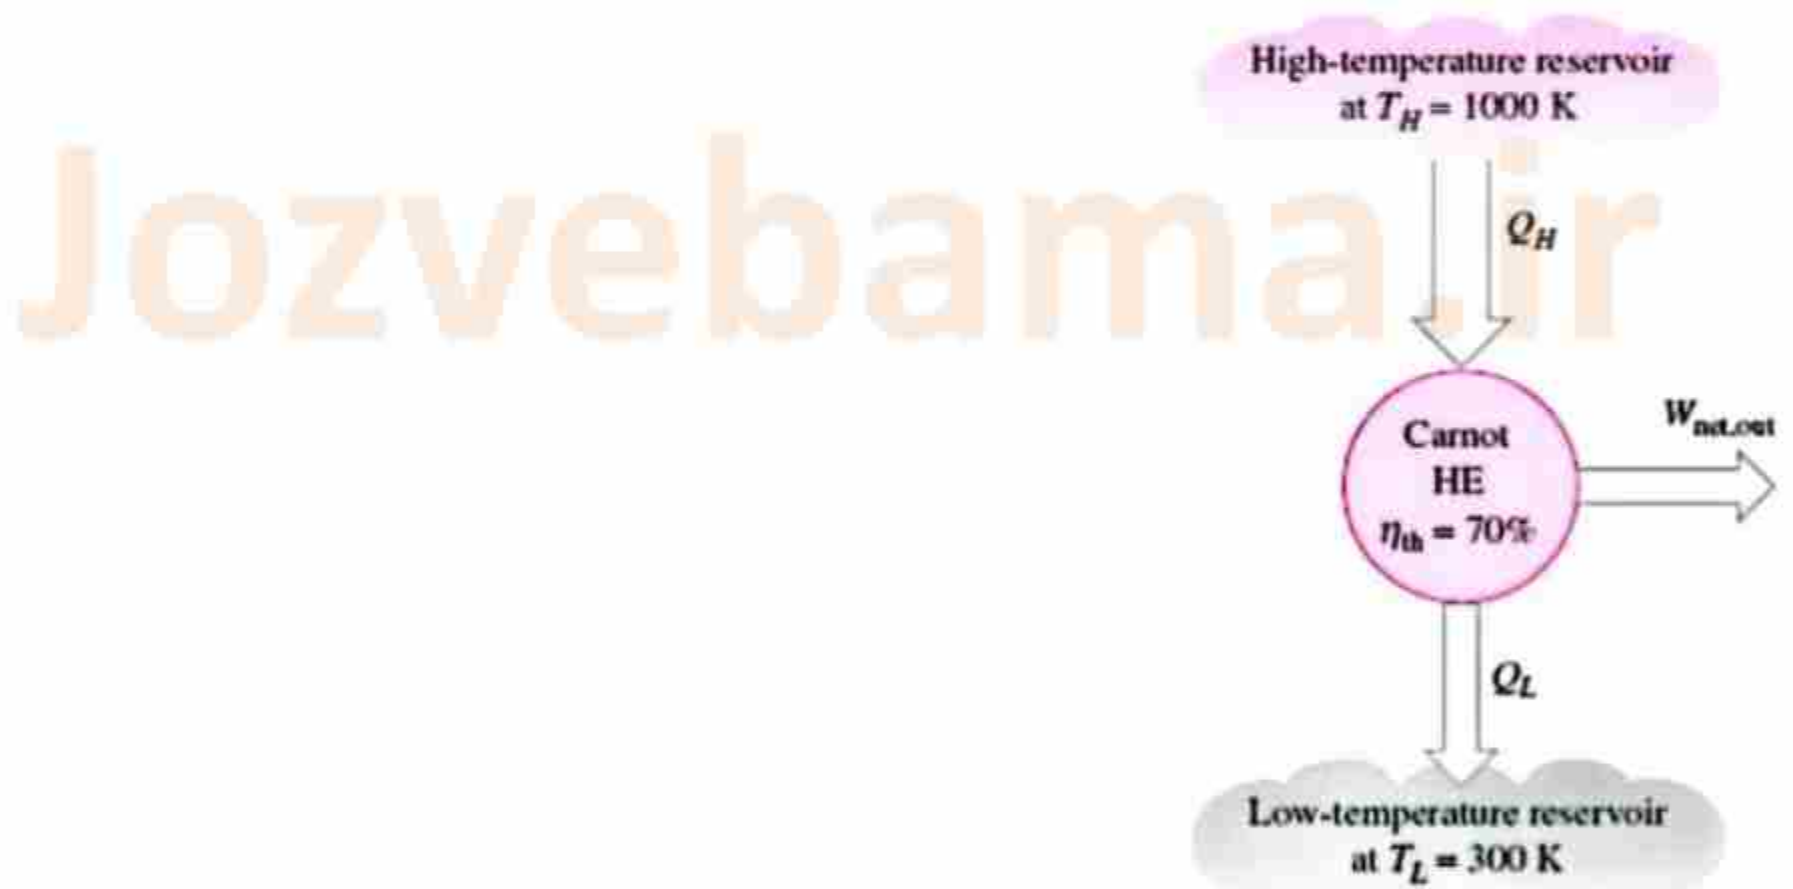 High-temperature reservoir
at T_H = 1000 K
Jozvebama.ir
Q_H
W_net,out
Carnot
HE
η_th = 70%
Q_L
Low-temperature reservoir
at T_L = 300 K